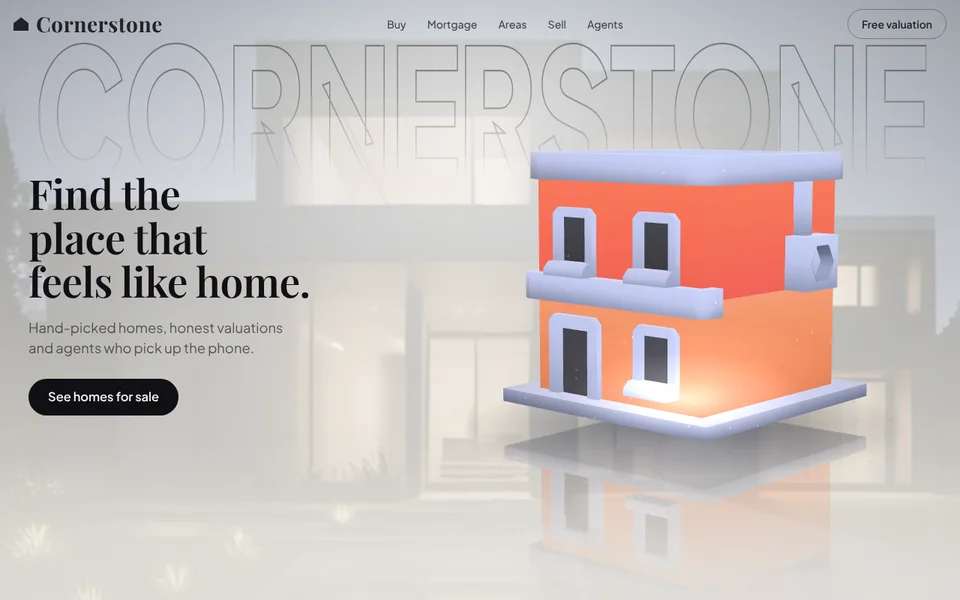 Cornerstone
Buy
Mortgage
Areas
Sell
Agents
Free valuation
CORNERSTONE
Find the
place that
feels like home.
Hand-picked homes, honest valuations
and agents who pick up the phone.
See homes for sale